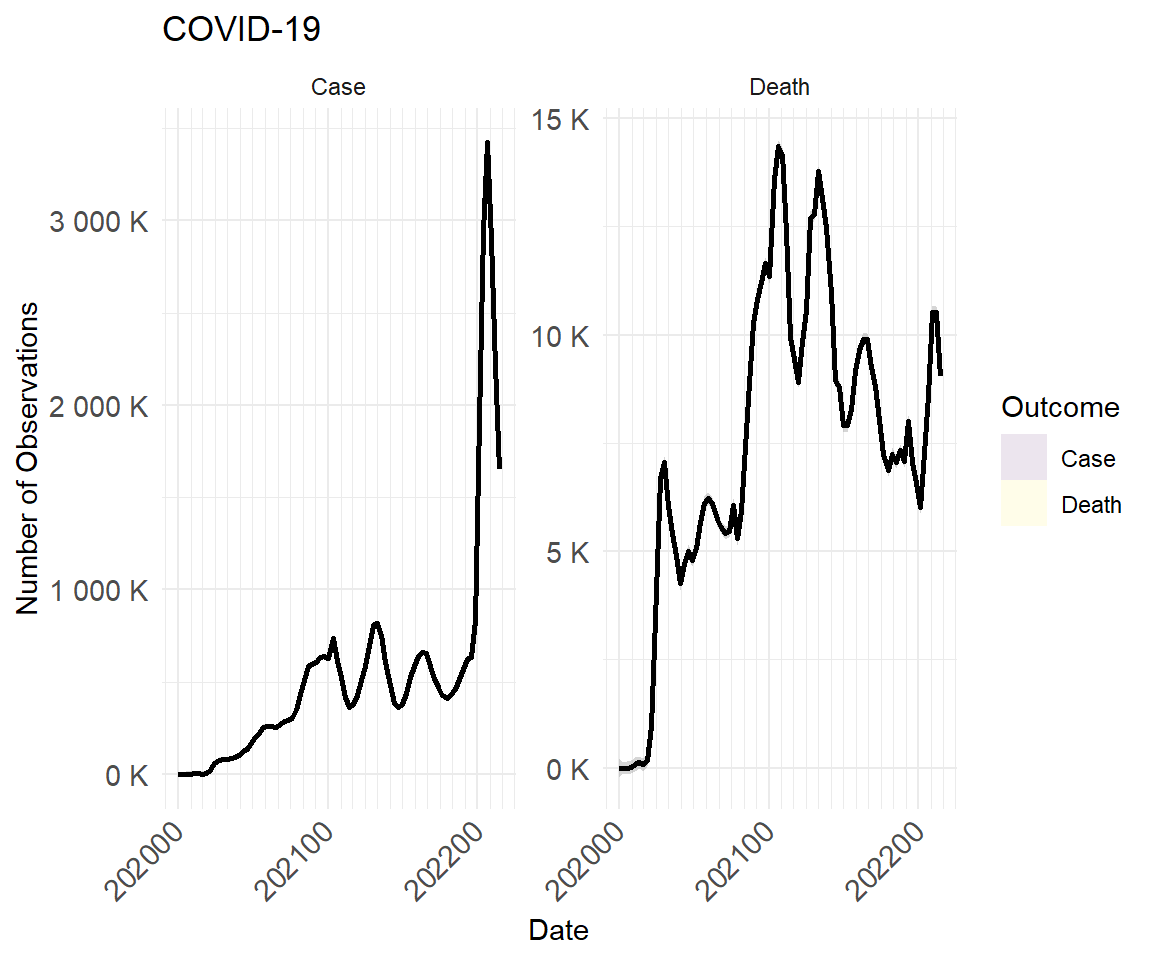 COVID-19
Case
Death
Number of Observations
3 000 K
2 000 K
1 000 K
0 K
15 K
10 K
5 K
0 K
202000
202100
202200
202000
202100
202200
Date
Outcome
Case
Death